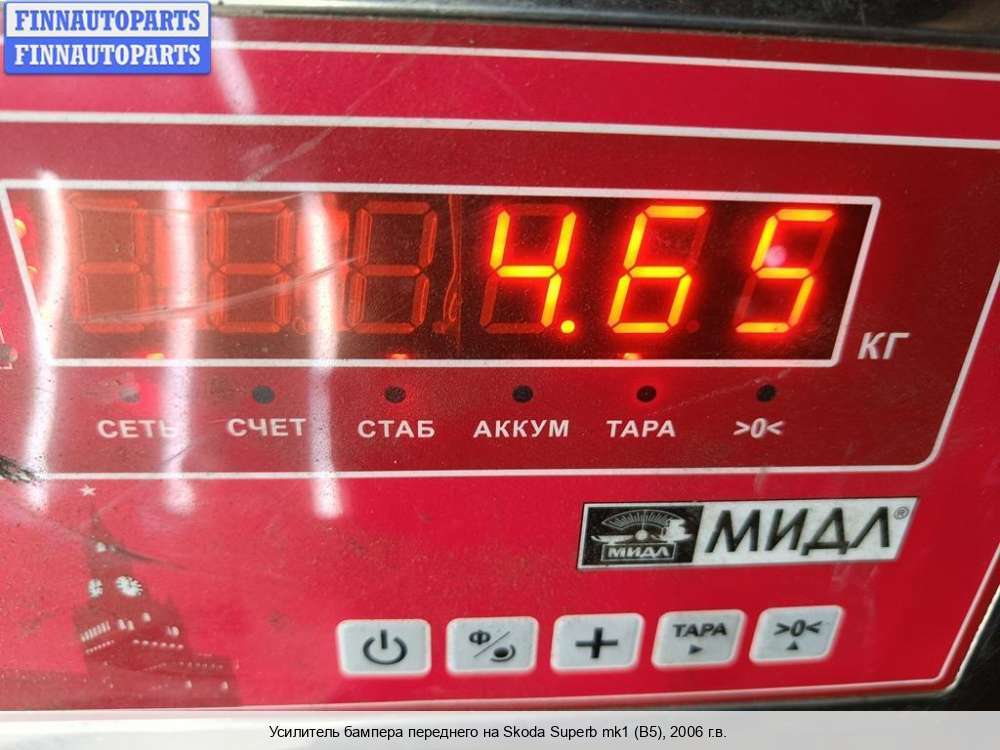 FINNAUTOPARTS
FINNAUTOPARTS
4.65
КГ
СЕТЬ СЧЕТ СТАБ АККУМ ТАРА >0<
МИДЛ МИДЛ®
Ф ТАРА >0<
Усилитель бампера переднего на Skoda Superb mk1 (B5), 2006 г.в.